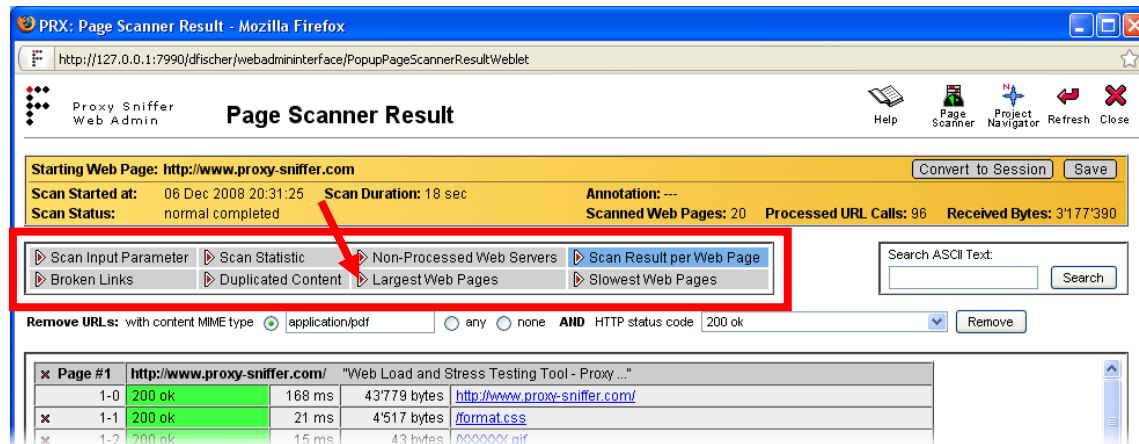 PRX: Page Scanner Result - Mozilla Firefox
http://127.0.0.1:7990/dfischer/webadmininterface/PopupPageScannerResultWeblet
Proxy Sniffer
Web Admin
Page Scanner Result
Help
Page Scanner
Project Navigator
Refresh
Close
Starting Web Page: http://www.proxy-sniffer.com
Convert to Session
Save
Scan Started at: 06 Dec 2008 20:31:25 Scan Duration: 18 sec Annotation: ---
Scan Status: normal completed Scanned Web Pages: 20 Processed URL Calls: 96 Received Bytes: 3'177'390
Scan Input Parameter Scan Statistic Non-Processed Web Servers Scan Result per Web Page
Broken Links Duplicated Content Largest Web Pages Slowest Web Pages
Search ASCII Text:
Search
Remove URLs: with content MIME type application/pdf any none AND HTTP status code 200 ok Remove
Page #1 http://www.proxy-sniffer.com/ "Web Load and Stress Testing Tool - Proxy ..."
1-0 200 ok 168 ms 43'779 bytes http://www.proxy-sniffer.com/
1-1 200 ok 21 ms 4'517 bytes /format.css
1-2 200 ok 15 ms 43 bytes